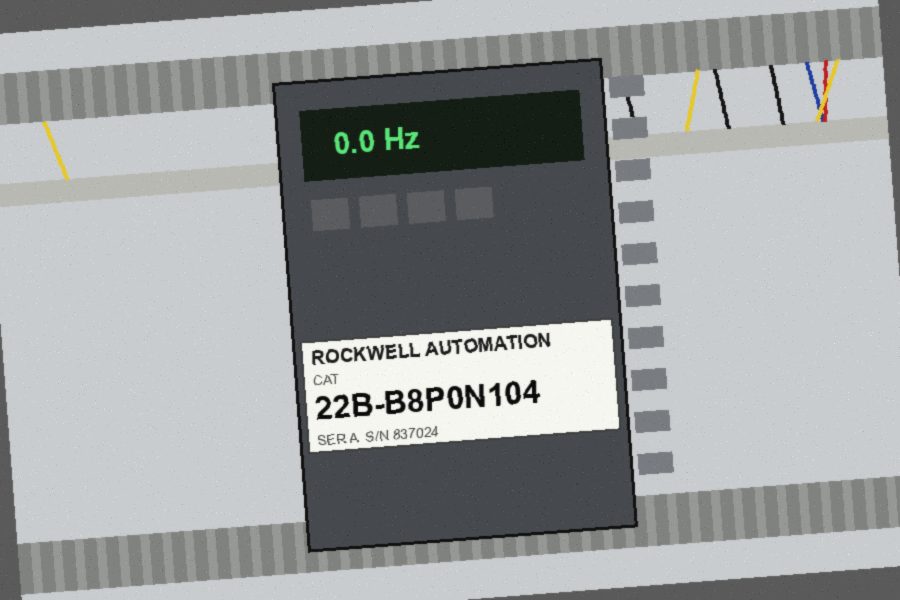 0.0 Hz
ROCKWELL AUTOMATION
CAT
22B-B8P0N104
SER A  S/N 837024